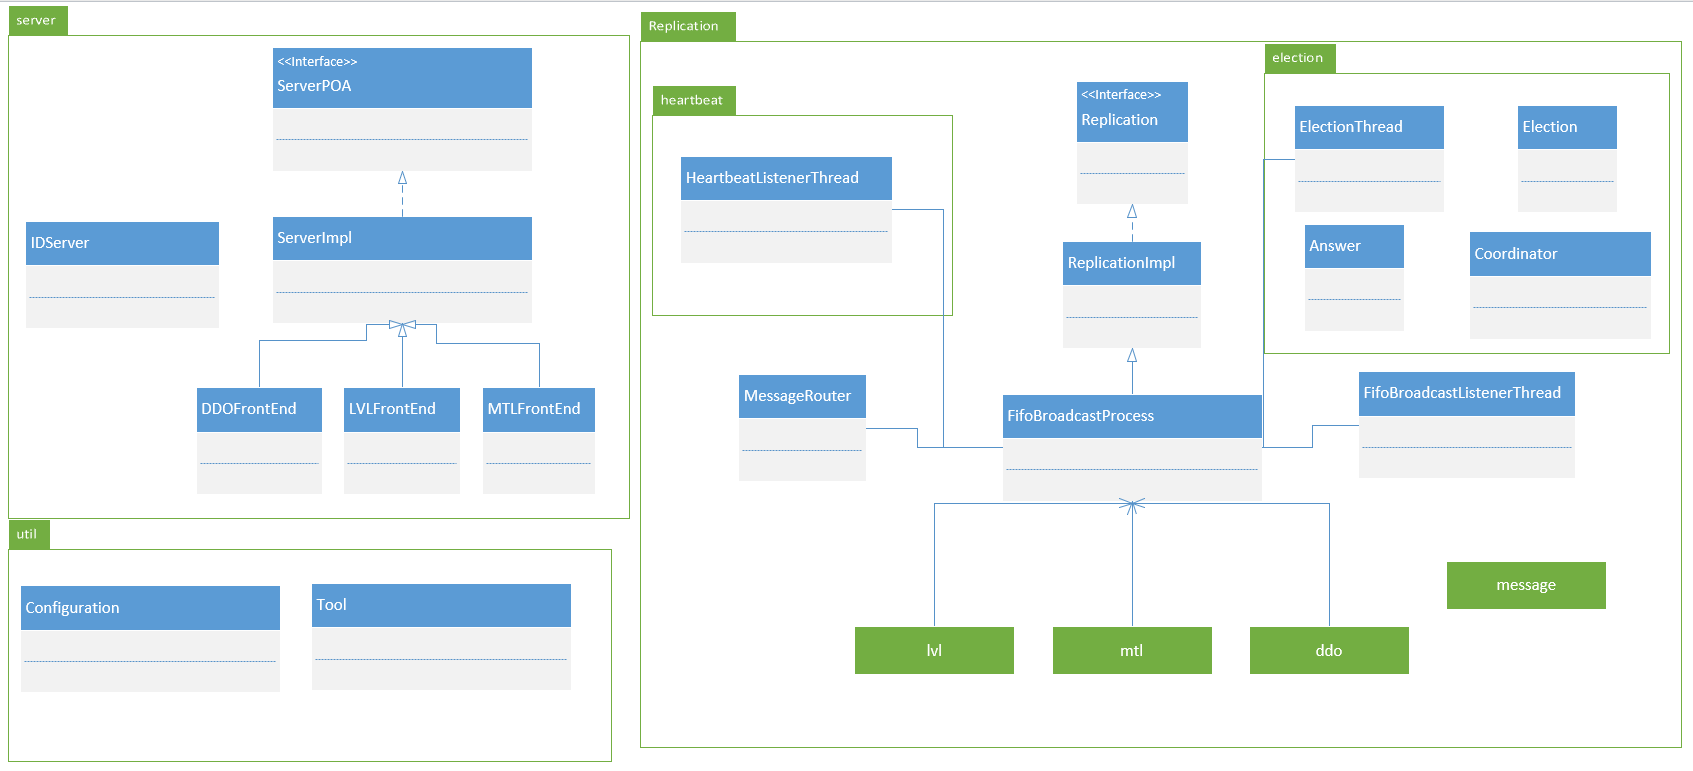 server
<<Interface>>
ServerPOA
IDServer
ServerImpl
DDOFrontEnd
LVLFrontEnd
MTLFrontEnd
util
Configuration
Tool
Replication
heartbeat
HeartbeatListenerThread
<<Interface>>
Replication
ReplicationImpl
election
ElectionThread
Election
Answer
Coordinator
MessageRouter
FifoBroadcastProcess
FifoBroadcastListenerThread
message
lvl
mtl
ddo